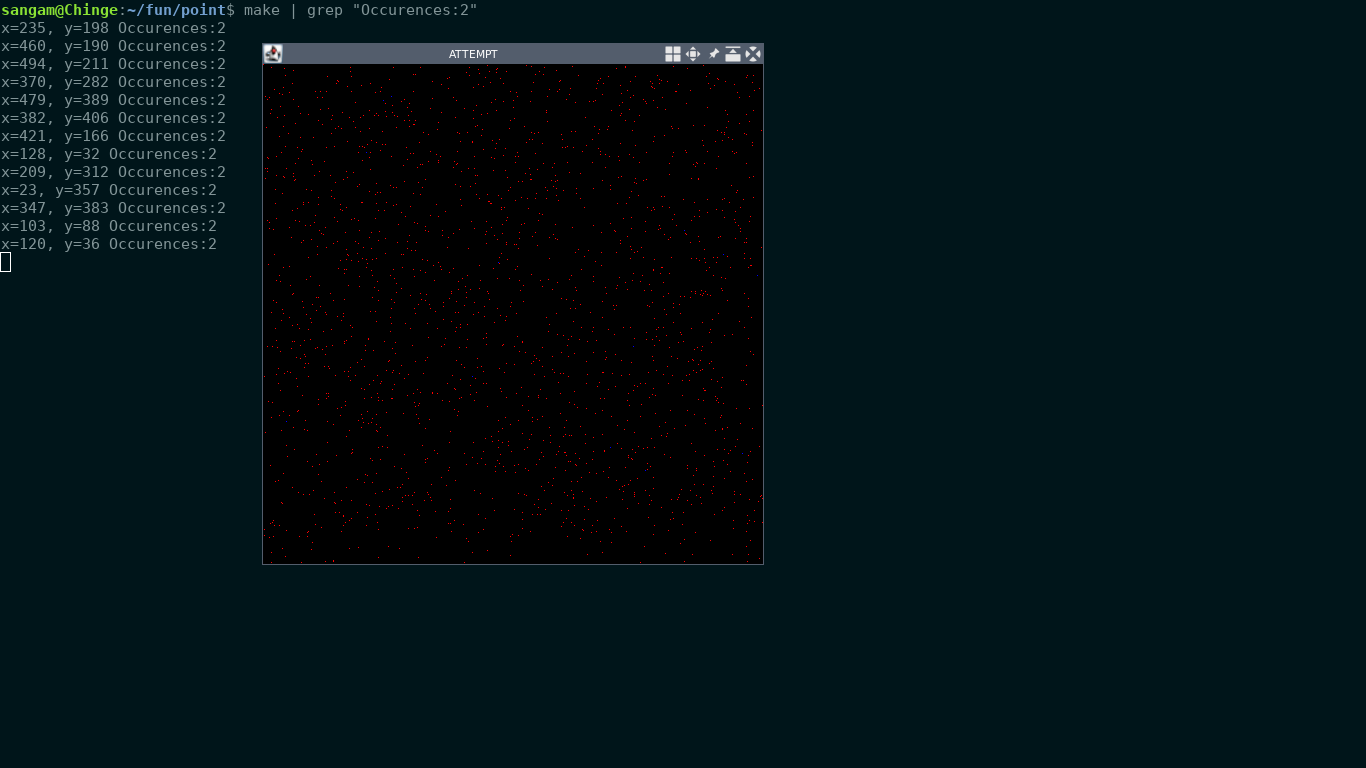 sangam@Chinge:~/fun/point$ make | grep "Occurences:2"
x=235, y=198 Occurences:2
x=460, y=190 Occurences:2
x=494, y=211 Occurences:2
x=370, y=282 Occurences:2
x=479, y=389 Occurences:2
x=382, y=406 Occurences:2
x=421, y=166 Occurences:2
x=128, y=32 Occurences:2
x=209, y=312 Occurences:2
x=23, y=357 Occurences:2
x=347, y=383 Occurences:2
x=103, y=88 Occurences:2
x=120, y=36 Occurences:2
ATTEMPT